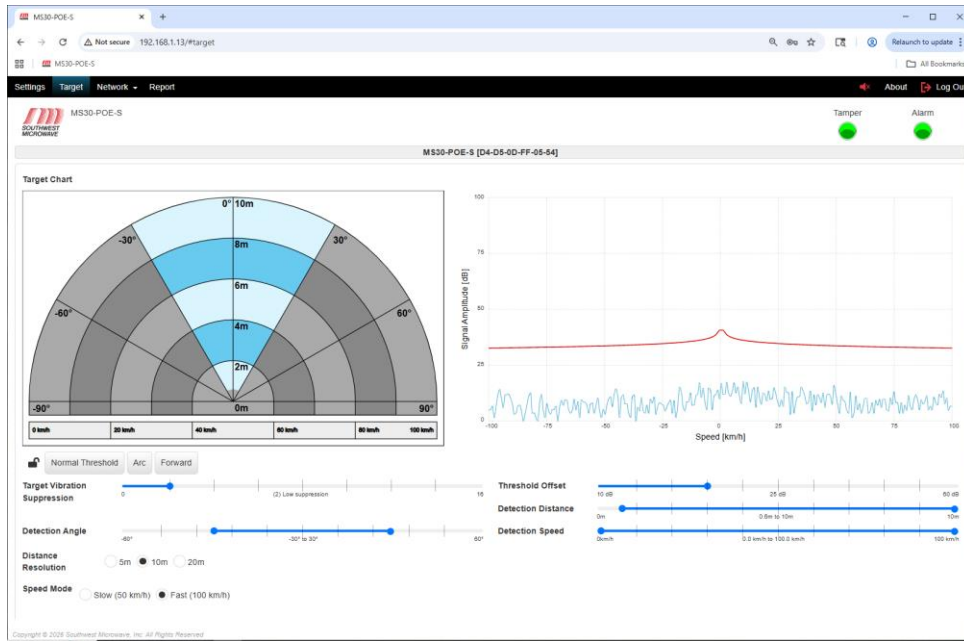 MS30-POE-S
Not secure 192.168.1.13/#target
Relaunch to update
MS30-POE-S
All Bookmarks
Settings Target Network Report
About Log Ou
SOUTHWEST
MICROWAVE
MS30-POE-S
Tamper Alarm
MS30-POE-S [D4-D5-0D-FF-05-54]
Target Chart
0° 10m
-30° 30°
8m
6m
-60° 60°
4m
2m
-90° 0m 90°
0 km/h 20 km/h 40 km/h 60 km/h 80 km/h 100 km/h
Signal Amplitude [dB]
100
75
50
25
0
-100 -75 -50 -25 0 25 50 75 100
Speed [km/h]
Normal Threshold Arc Forward
Target Vibration
Suppression
0 (2) Low suppression 16
Threshold Offset
10 dB 25 dB 60 dB
Detection Distance
0m 0.6m to 10m 10m
Detection Angle
-60° -30° to 30° 60°
Detection Speed
0km/h 0.0 km/h to 100.0 km/h 100 km/h
Distance
Resolution
5m 10m 20m
Speed Mode
Slow (50 km/h) Fast (100 km/h)
Copyright © 2026 Southwest Microwave, Inc. All Rights Reserved